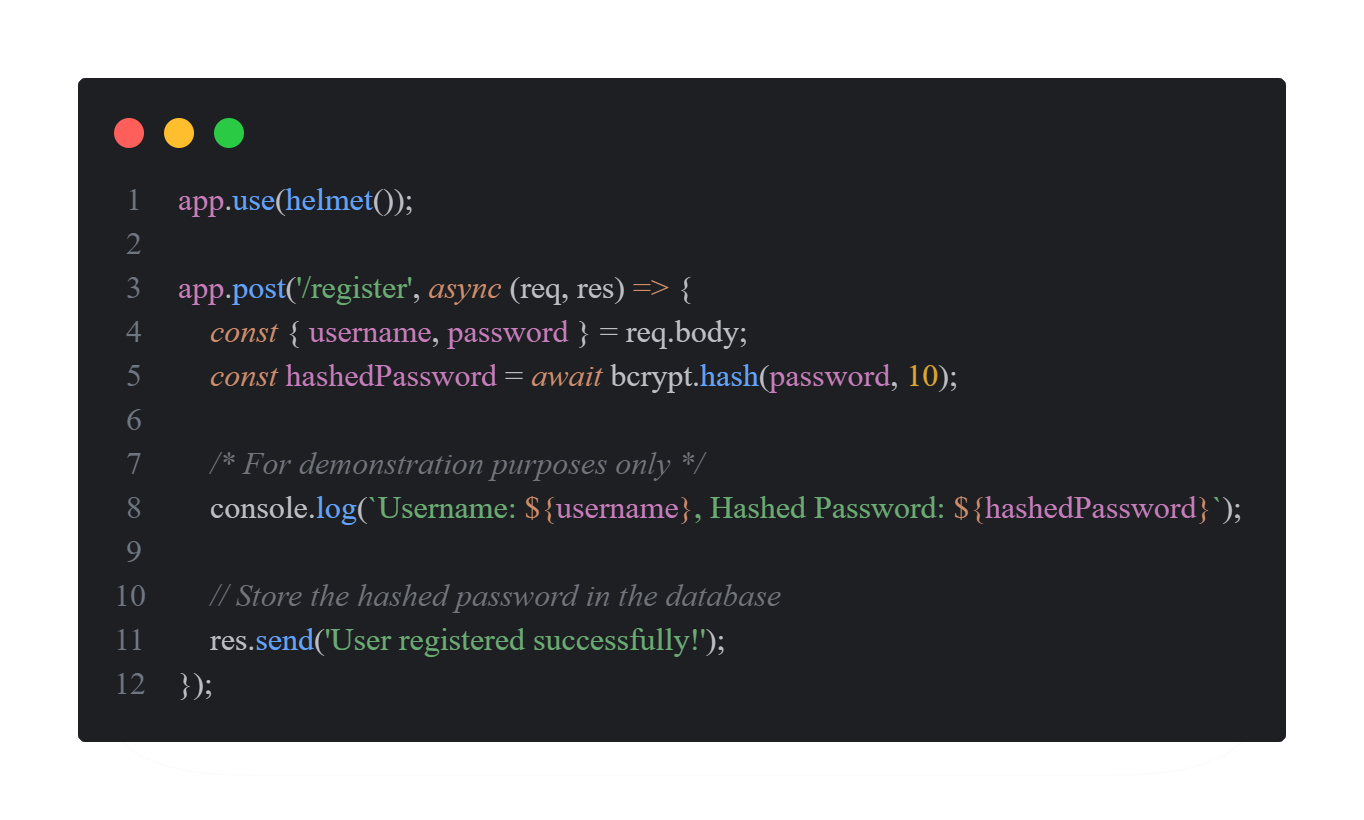 1 app.use(helmet());
2
3 app.post('/register', async (req, res) => {
4     const { username, password } = req.body;
5     const hashedPassword = await bcrypt.hash(password, 10);
6
7     /* For demonstration purposes only */
8     console.log(`Username: ${username}, Hashed Password: ${hashedPassword}`);
9
10     // Store the hashed password in the database
11     res.send('User registered successfully!');
12 });